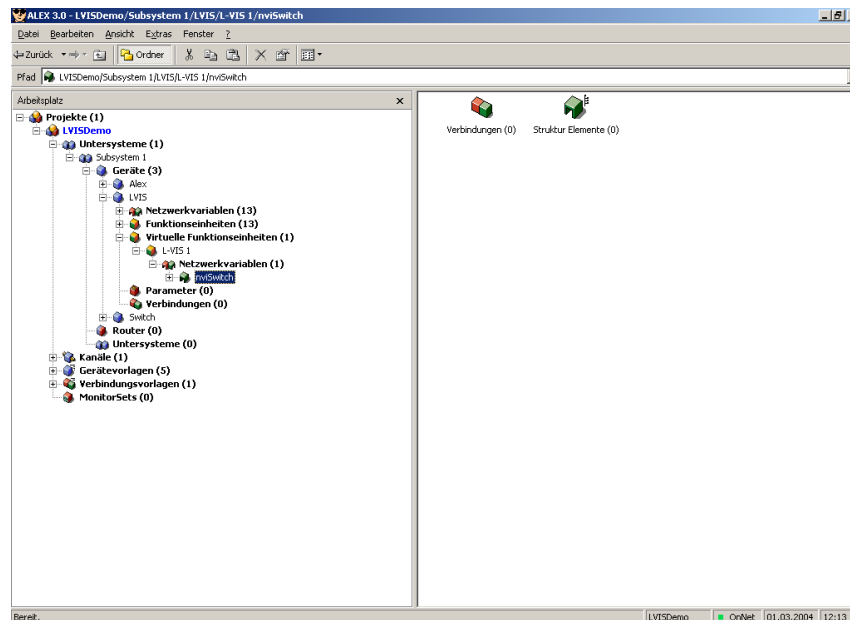 ALEX 3.0 - LVISDemo/Subsystem 1/LVIS/L-VIS 1/nviSwitch
Datei Bearbeiten Ansicht Extras Fenster ?
Zurück Ordner
Pfad LVISDemo/Subsystem 1/LVIS/L-VIS 1/nviSwitch
Arbeitsplatz
Projekte (1)
LVISDemo
Untersysteme (1)
Subsystem 1
Geräte (3)
Alex
LVIS
Netzwerkvariablen (13)
Funktionseinheiten (13)
Virtuelle Funktionseinheiten (1)
L-VIS 1
Netzwerkvariablen (1)
nviSwitch
Parameter (0)
Verbindungen (0)
Switch
Router (0)
Untersysteme (0)
Kanäle (1)
Gerätevorlagen (5)
Verbindungsvorlagen (1)
MonitorSets (0)
Verbindungen (0) Struktur Elemente (0)
Bereit. LVISDemo OnNet 01.03.2004 12:13